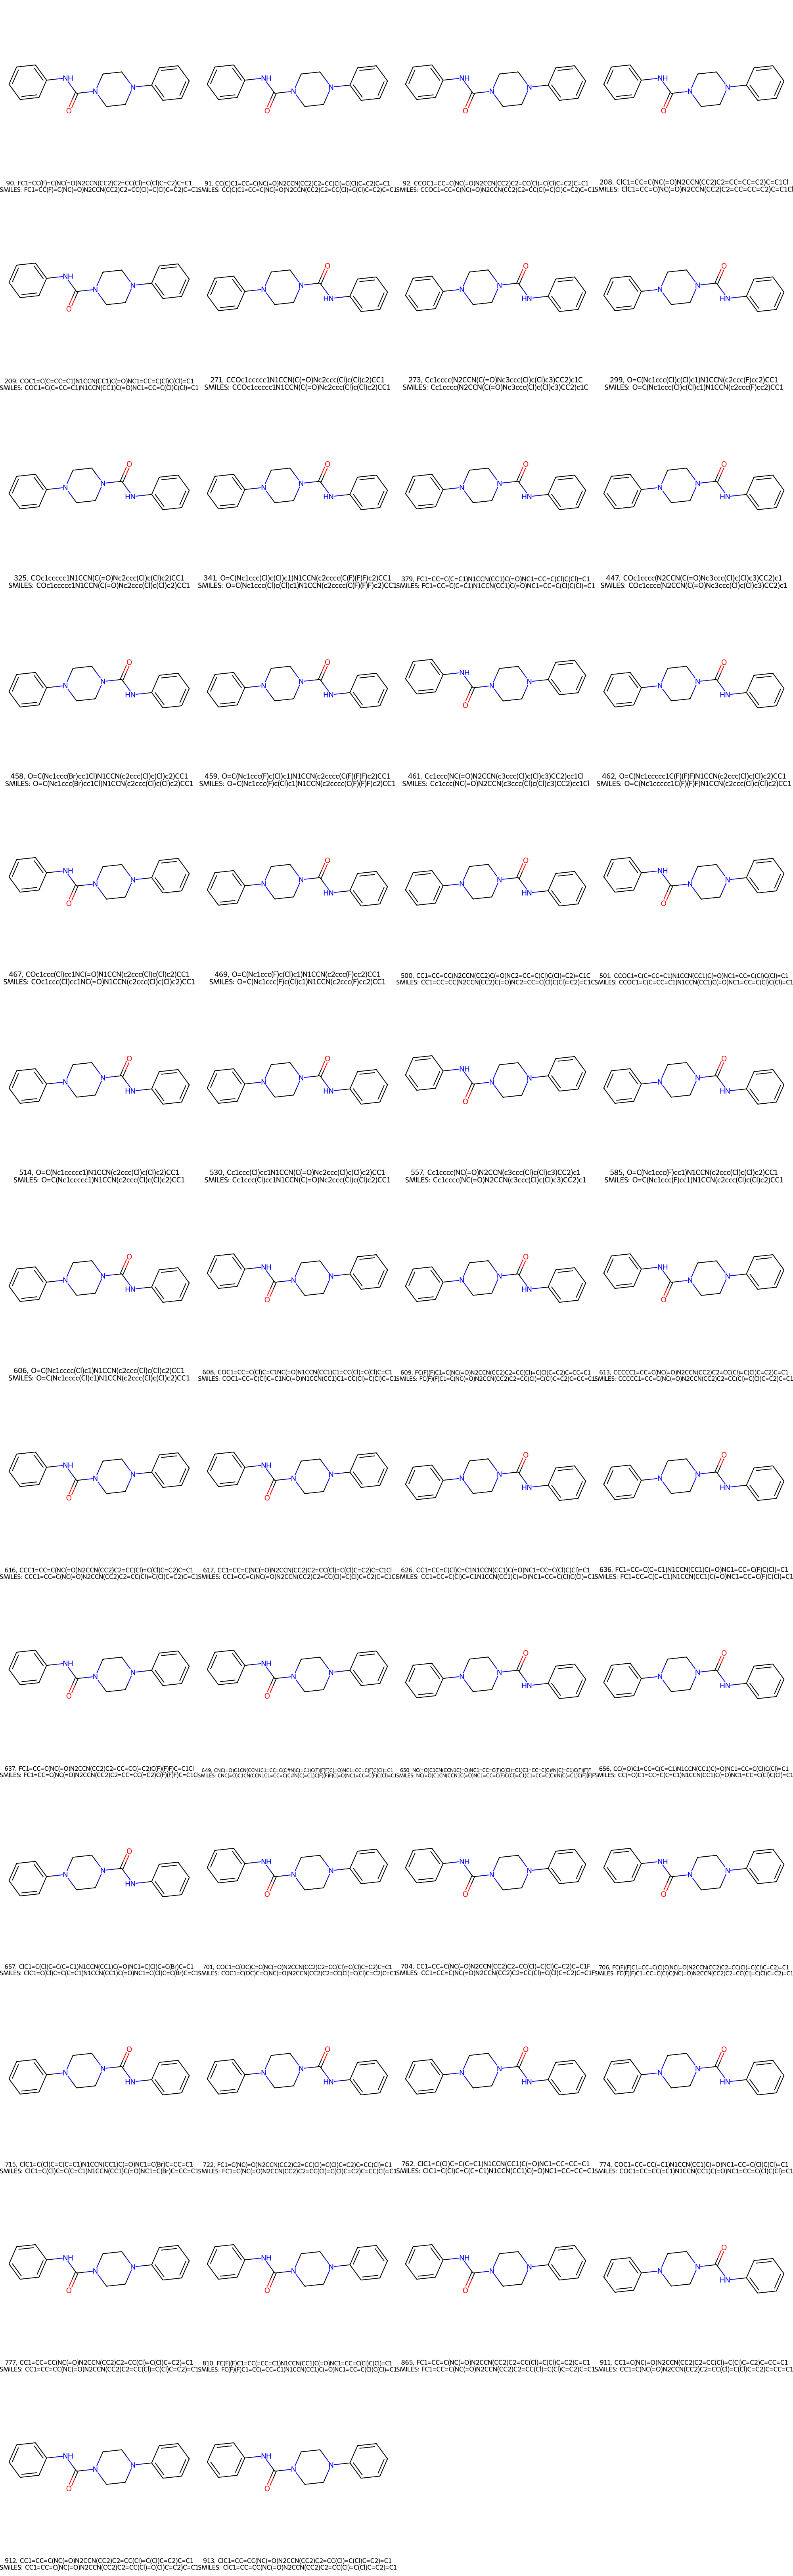 90, FC1=CC(F)=C(NC(=O)N2CCN(CC2)C2=CC(Cl)=C(Cl)C=C2)C=C1
SMILES: FC1=CC(F)=C(NC(=O)N2CCN(CC2)C2=CC(Cl)=C(Cl)C=C2)C=C1
91, CC(C)C1=CC=C(NC(=O)N2CCN(CC2)C2=CC(Cl)=C(Cl)C=C2)C=C1
SMILES: CC(C)C1=CC=C(NC(=O)N2CCN(CC2)C2=CC(Cl)=C(Cl)C=C2)C=C1
92, CCOC1=CC=C(NC(=O)N2CCN(CC2)C2=CC(Cl)=C(Cl)C=C2)C=C1
SMILES: CCOC1=CC=C(NC(=O)N2CCN(CC2)C2=CC(Cl)=C(Cl)C=C2)C=C1
208, ClC1=CC=C(NC(=O)N2CCN(CC2)C2=CC=CC=C2)C=C1Cl
SMILES: ClC1=CC=C(NC(=O)N2CCN(CC2)C2=CC=CC=C2)C=C1Cl
209, COC1=C(C=CC=C1)N1CCN(CC1)C(=O)NC1=CC=C(Cl)C(Cl)=C1
SMILES: COC1=C(C=CC=C1)N1CCN(CC1)C(=O)NC1=CC=C(Cl)C(Cl)=C1
271, CCOc1ccccc1N1CCN(C(=O)Nc2ccc(Cl)c(Cl)c2)CC1
SMILES: CCOc1ccccc1N1CCN(C(=O)Nc2ccc(Cl)c(Cl)c2)CC1
273, Cc1cccc(N2CCN(C(=O)Nc3ccc(Cl)c(Cl)c3)CC2)c1C
SMILES: Cc1cccc(N2CCN(C(=O)Nc3ccc(Cl)c(Cl)c3)CC2)c1C
299, O=C(Nc1ccc(Cl)c(Cl)c1)N1CCN(c2ccc(F)cc2)CC1
SMILES: O=C(Nc1ccc(Cl)c(Cl)c1)N1CCN(c2ccc(F)cc2)CC1
325, COc1ccccc1N1CCN(C(=O)Nc2ccc(Cl)c(Cl)c2)CC1
SMILES: COc1ccccc1N1CCN(C(=O)Nc2ccc(Cl)c(Cl)c2)CC1
341, O=C(Nc1ccc(Cl)c(Cl)c1)N1CCN(c2cccc(C(F)(F)F)c2)CC1
SMILES: O=C(Nc1ccc(Cl)c(Cl)c1)N1CCN(c2cccc(C(F)(F)F)c2)CC1
379, FC1=CC=C(C=C1)N1CCN(CC1)C(=O)NC1=CC=C(Cl)C(Cl)=C1
SMILES: FC1=CC=C(C=C1)N1CCN(CC1)C(=O)NC1=CC=C(Cl)C(Cl)=C1
447, COc1cccc(N2CCN(C(=O)Nc3ccc(Cl)c(Cl)c3)CC2)c1
SMILES: COc1cccc(N2CCN(C(=O)Nc3ccc(Cl)c(Cl)c3)CC2)c1
458, O=C(Nc1ccc(Br)cc1Cl)N1CCN(c2ccc(Cl)c(Cl)c2)CC1
SMILES: O=C(Nc1ccc(Br)cc1Cl)N1CCN(c2ccc(Cl)c(Cl)c2)CC1
459, O=C(Nc1ccc(F)c(Cl)c1)N1CCN(c2cccc(C(F)(F)F)c2)CC1
SMILES: O=C(Nc1ccc(F)c(Cl)c1)N1CCN(c2cccc(C(F)(F)F)c2)CC1
461, Cc1ccc(NC(=O)N2CCN(c3ccc(Cl)c(Cl)c3)CC2)cc1Cl
SMILES: Cc1ccc(NC(=O)N2CCN(c3ccc(Cl)c(Cl)c3)CC2)cc1Cl
462, O=C(Nc1ccccc1C(F)(F)F)N1CCN(c2ccc(Cl)c(Cl)c2)CC1
SMILES: O=C(Nc1ccccc1C(F)(F)F)N1CCN(c2ccc(Cl)c(Cl)c2)CC1
467, COc1ccc(Cl)cc1NC(=O)N1CCN(c2ccc(Cl)c(Cl)c2)CC1
SMILES: COc1ccc(Cl)cc1NC(=O)N1CCN(c2ccc(Cl)c(Cl)c2)CC1
469, O=C(Nc1ccc(F)c(Cl)c1)N1CCN(c2ccc(F)cc2)CC1
SMILES: O=C(Nc1ccc(F)c(Cl)c1)N1CCN(c2ccc(F)cc2)CC1
500, CC1=CC=CC(N2CCN(CC2)C(=O)NC2=CC=C(Cl)C(Cl)=C2)=C1C
SMILES: CC1=CC=CC(N2CCN(CC2)C(=O)NC2=CC=C(Cl)C(Cl)=C2)=C1C
501, CCOC1=C(C=CC=C1)N1CCN(CC1)C(=O)NC1=CC=C(Cl)C(Cl)=C1
SMILES: CCOC1=C(C=CC=C1)N1CCN(CC1)C(=O)NC1=CC=C(Cl)C(Cl)=C1
514, O=C(Nc1ccccc1)N1CCN(c2ccc(Cl)c(Cl)c2)CC1
SMILES: O=C(Nc1ccccc1)N1CCN(c2ccc(Cl)c(Cl)c2)CC1
530, Cc1ccc(Cl)cc1N1CCN(C(=O)Nc2ccc(Cl)c(Cl)c2)CC1
SMILES: Cc1ccc(Cl)cc1N1CCN(C(=O)Nc2ccc(Cl)c(Cl)c2)CC1
557, Cc1cccc(NC(=O)N2CCN(c3ccc(Cl)c(Cl)c3)CC2)c1
SMILES: Cc1cccc(NC(=O)N2CCN(c3ccc(Cl)c(Cl)c3)CC2)c1
585, O=C(Nc1ccc(F)cc1)N1CCN(c2ccc(Cl)c(Cl)c2)CC1
SMILES: O=C(Nc1ccc(F)cc1)N1CCN(c2ccc(Cl)c(Cl)c2)CC1
606, O=C(Nc1cccc(Cl)c1)N1CCN(c2ccc(Cl)c(Cl)c2)CC1
SMILES: O=C(Nc1cccc(Cl)c1)N1CCN(c2ccc(Cl)c(Cl)c2)CC1
608, COC1=CC=C(Cl)C=C1NC(=O)N1CCN(CC1)C1=CC(Cl)=C(Cl)C=C1
SMILES: COC1=CC=C(Cl)C=C1NC(=O)N1CCN(CC1)C1=CC(Cl)=C(Cl)C=C1
609, FC(F)(F)C1=C(NC(=O)N2CCN(CC2)C2=CC(Cl)=C(Cl)C=C2)C=CC=C1
SMILES: FC(F)(F)C1=C(NC(=O)N2CCN(CC2)C2=CC(Cl)=C(Cl)C=C2)C=CC=C1
613, CCCCC1=CC=C(NC(=O)N2CCN(CC2)C2=CC(Cl)=C(Cl)C=C2)C=C1
SMILES: CCCCC1=CC=C(NC(=O)N2CCN(CC2)C2=CC(Cl)=C(Cl)C=C2)C=C1
616, CCC1=CC=C(NC(=O)N2CCN(CC2)C2=CC(Cl)=C(Cl)C=C2)C=C1
SMILES: CCC1=CC=C(NC(=O)N2CCN(CC2)C2=CC(Cl)=C(Cl)C=C2)C=C1
617, CC1=CC=C(NC(=O)N2CCN(CC2)C2=CC(Cl)=C(Cl)C=C2)C=C1Cl
SMILES: CC1=CC=C(NC(=O)N2CCN(CC2)C2=CC(Cl)=C(Cl)C=C2)C=C1Cl
626, CC1=CC=C(Cl)C=C1N1CCN(CC1)C(=O)NC1=CC=C(Cl)C(Cl)=C1
SMILES: CC1=CC=C(Cl)C=C1N1CCN(CC1)C(=O)NC1=CC=C(Cl)C(Cl)=C1
636, FC1=CC=C(C=C1)N1CCN(CC1)C(=O)NC1=CC=C(F)C(Cl)=C1
SMILES: FC1=CC=C(C=C1)N1CCN(CC1)C(=O)NC1=CC=C(F)C(Cl)=C1
637, FC1=CC=C(NC(=O)N2CCN(CC2)C2=CC=CC(=C2)C(F)(F)F)C=C1Cl
SMILES: FC1=CC=C(NC(=O)N2CCN(CC2)C2=CC=CC(=C2)C(F)(F)F)C=C1Cl
649, CNC(=O)C1CN(CCN1C1=CC=C(C#N)C(=C1)C(F)(F)F)C(=O)NC1=CC=C(F)C(Cl)=C1
SMILES: CNC(=O)C1CN(CCN1C1=CC=C(C#N)C(=C1)C(F)(F)F)C(=O)NC1=CC=C(F)C(Cl)=C1
650, NC(=O)C1CN(CCN1C(=O)NC1=CC=C(F)C(Cl)=C1)C1=CC=C(C#N)C(=C1)C(F)(F)F
SMILES: NC(=O)C1CN(CCN1C(=O)NC1=CC=C(F)C(Cl)=C1)C1=CC=C(C#N)C(=C1)C(F)(F)F
656, CC(=O)C1=CC=C(C=C1)N1CCN(CC1)C(=O)NC1=CC=C(Cl)C(Cl)=C1
SMILES: CC(=O)C1=CC=C(C=C1)N1CCN(CC1)C(=O)NC1=CC=C(Cl)C(Cl)=C1
657, ClC1=C(Cl)C=C(C=C1)N1CCN(CC1)C(=O)NC1=C(Cl)C=C(Br)C=C1
SMILES: ClC1=C(Cl)C=C(C=C1)N1CCN(CC1)C(=O)NC1=C(Cl)C=C(Br)C=C1
701, COC1=C(OC)C=C(NC(=O)N2CCN(CC2)C2=CC(Cl)=C(Cl)C=C2)C=C1
SMILES: COC1=C(OC)C=C(NC(=O)N2CCN(CC2)C2=CC(Cl)=C(Cl)C=C2)C=C1
704, CC1=CC=C(NC(=O)N2CCN(CC2)C2=CC(Cl)=C(Cl)C=C2)C=C1F
SMILES: CC1=CC=C(NC(=O)N2CCN(CC2)C2=CC(Cl)=C(Cl)C=C2)C=C1F
706, FC(F)(F)C1=CC=C(Cl)C(NC(=O)N2CCN(CC2)C2=CC(Cl)=C(Cl)C=C2)=C1
SMILES: FC(F)(F)C1=CC=C(Cl)C(NC(=O)N2CCN(CC2)C2=CC(Cl)=C(Cl)C=C2)=C1
715, ClC1=C(Cl)C=C(C=C1)N1CCN(CC1)C(=O)NC1=C(Br)C=CC=C1
SMILES: ClC1=C(Cl)C=C(C=C1)N1CCN(CC1)C(=O)NC1=C(Br)C=CC=C1
722, FC1=C(NC(=O)N2CCN(CC2)C2=CC(Cl)=C(Cl)C=C2)C=CC(Cl)=C1
SMILES: FC1=C(NC(=O)N2CCN(CC2)C2=CC(Cl)=C(Cl)C=C2)C=CC(Cl)=C1
762, ClC1=C(Cl)C=C(C=C1)N1CCN(CC1)C(=O)NC1=CC=CC=C1
SMILES: ClC1=C(Cl)C=C(C=C1)N1CCN(CC1)C(=O)NC1=CC=CC=C1
774, COC1=CC=CC(=C1)N1CCN(CC1)C(=O)NC1=CC=C(Cl)C(Cl)=C1
SMILES: COC1=CC=CC(=C1)N1CCN(CC1)C(=O)NC1=CC=C(Cl)C(Cl)=C1
777, CC1=CC=CC(NC(=O)N2CCN(CC2)C2=CC(Cl)=C(Cl)C=C2)=C1
SMILES: CC1=CC=CC(NC(=O)N2CCN(CC2)C2=CC(Cl)=C(Cl)C=C2)=C1
810, FC(F)(F)C1=CC(=CC=C1)N1CCN(CC1)C(=O)NC1=CC=C(Cl)C(Cl)=C1
SMILES: FC(F)(F)C1=CC(=CC=C1)N1CCN(CC1)C(=O)NC1=CC=C(Cl)C(Cl)=C1
865, FC1=CC=C(NC(=O)N2CCN(CC2)C2=CC(Cl)=C(Cl)C=C2)C=C1
SMILES: FC1=CC=C(NC(=O)N2CCN(CC2)C2=CC(Cl)=C(Cl)C=C2)C=C1
911, CC1=C(NC(=O)N2CCN(CC2)C2=CC(Cl)=C(Cl)C=C2)C=CC=C1
SMILES: CC1=C(NC(=O)N2CCN(CC2)C2=CC(Cl)=C(Cl)C=C2)C=CC=C1
912, CC1=CC=C(NC(=O)N2CCN(CC2)C2=CC(Cl)=C(Cl)C=C2)C=C1
SMILES: CC1=CC=C(NC(=O)N2CCN(CC2)C2=CC(Cl)=C(Cl)C=C2)C=C1
913, ClC1=CC=CC(NC(=O)N2CCN(CC2)C2=CC(Cl)=C(Cl)C=C2)=C1
SMILES: ClC1=CC=CC(NC(=O)N2CCN(CC2)C2=CC(Cl)=C(Cl)C=C2)=C1